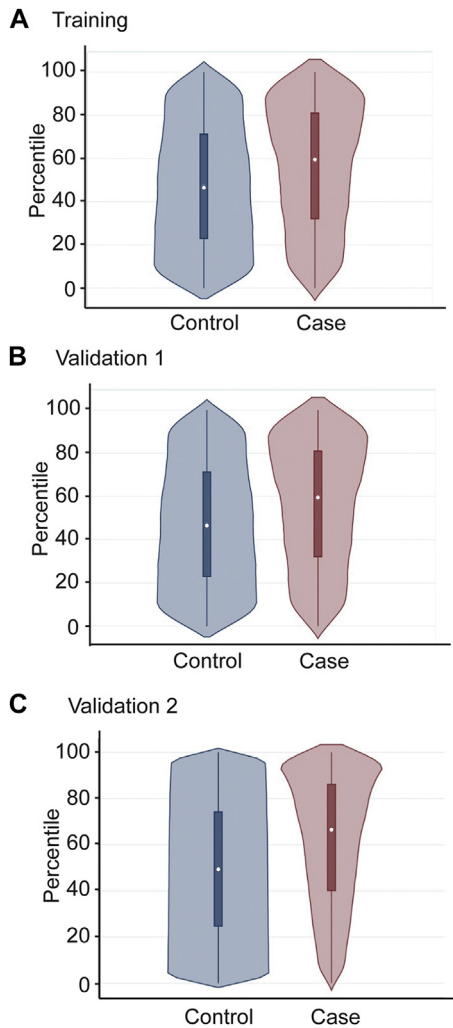 A Training
Percentile
100
80
60
40
20
0
Control Case
B Validation 1
Percentile
100
80
60
40
20
0
Control Case
C Validation 2
Percentile
100
80
60
40
20
0
Control Case